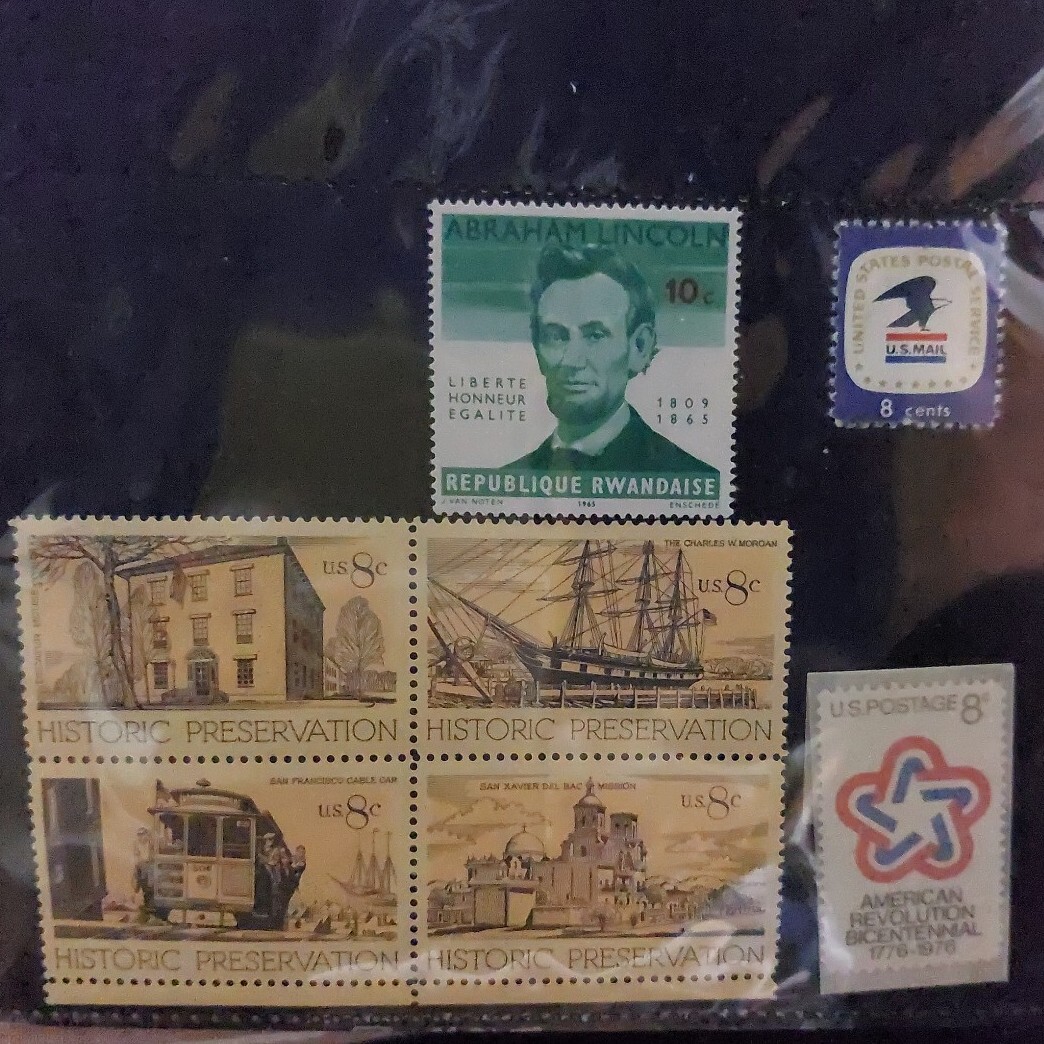 ABRAHAM LINCOLN
10c
LIBERTE
HONNEUR
EGALITE
1809
1865
REPUBLIQUE RWANDAISE
J. VAN NOTEN 1965 ENSCHEDE
UNITED STATES POSTAL SERVICE
U.S.MAIL
8 cents
U.S. 8c
HISTORIC PRESERVATION
THE CHARLES W. MORGAN
U.S. 8c
HISTORIC PRESERVATION
SAN FRANCISCO CABLE CAR
U.S. 8c
HISTORIC PRESERVATION
SAN XAVIER DEL BAC MISSION
U.S. 8c
HISTORIC PRESERVATION
U.S.POSTAGE 8c
AMERICAN
REVOLUTION
BICENTENNIAL
1776-1976